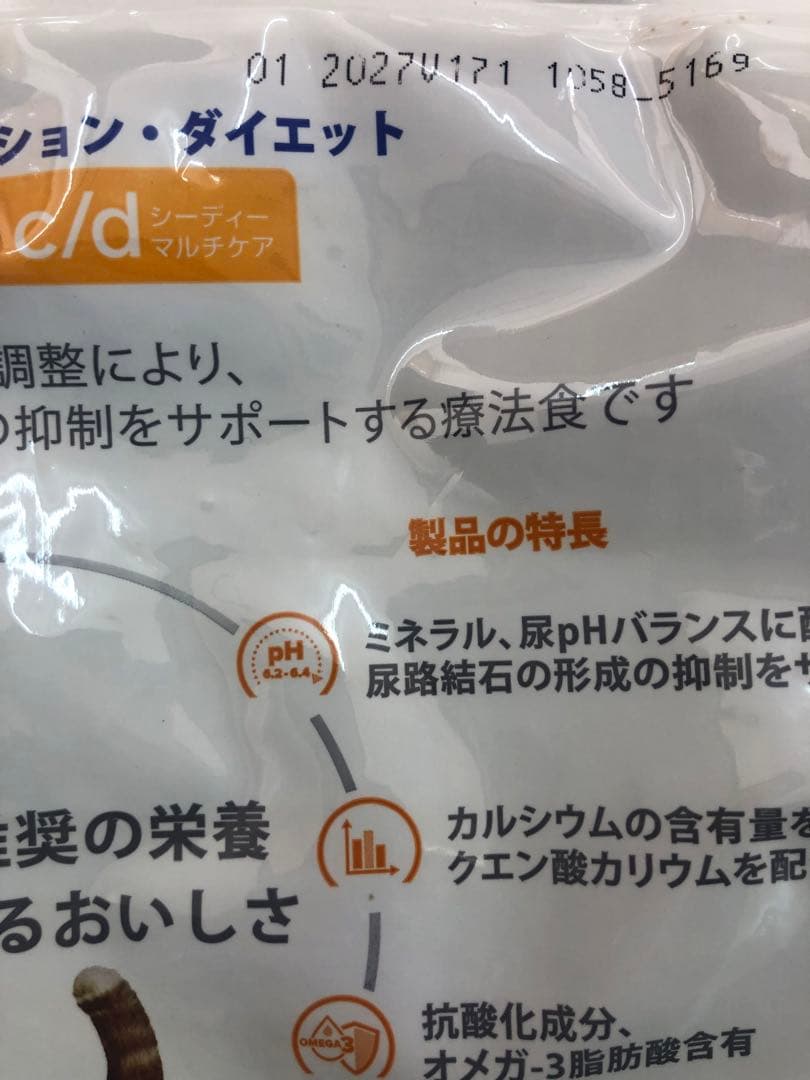 01 2027V171 1058_5169
ション・ダイエット
c/d シーディー
マルチケア
調整により、
の抑制をサポートする療法食です
製品の特長
pH
6.2-6.4
ミネラル、尿pHバランスに配
尿路結石の形成の抑制をサ
奨の栄養
るおいしさ
カルシウムの含有量を
クエン酸カリウムを配
OMEGA3
抗酸化成分、
オメガ-3脂肪酸含有